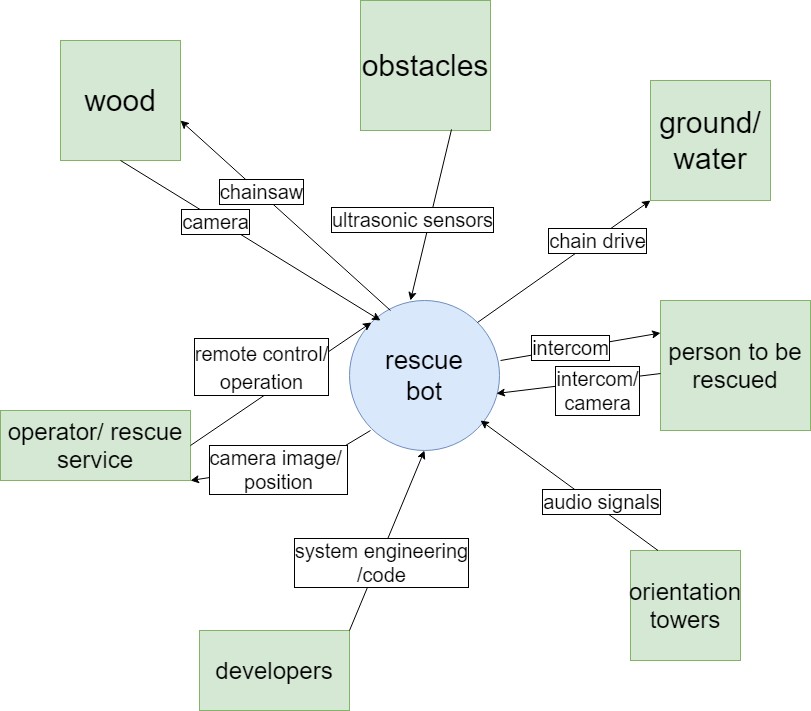 obstacles
wood
ground/
water
chainsaw
camera
ultrasonic sensors
chain drive
rescue
bot
intercom
person to be
rescued
intercom/
camera
remote control/
operation
operator/ rescue
service
camera image/
position
audio signals
system engineering
/code
orientation
towers
developers